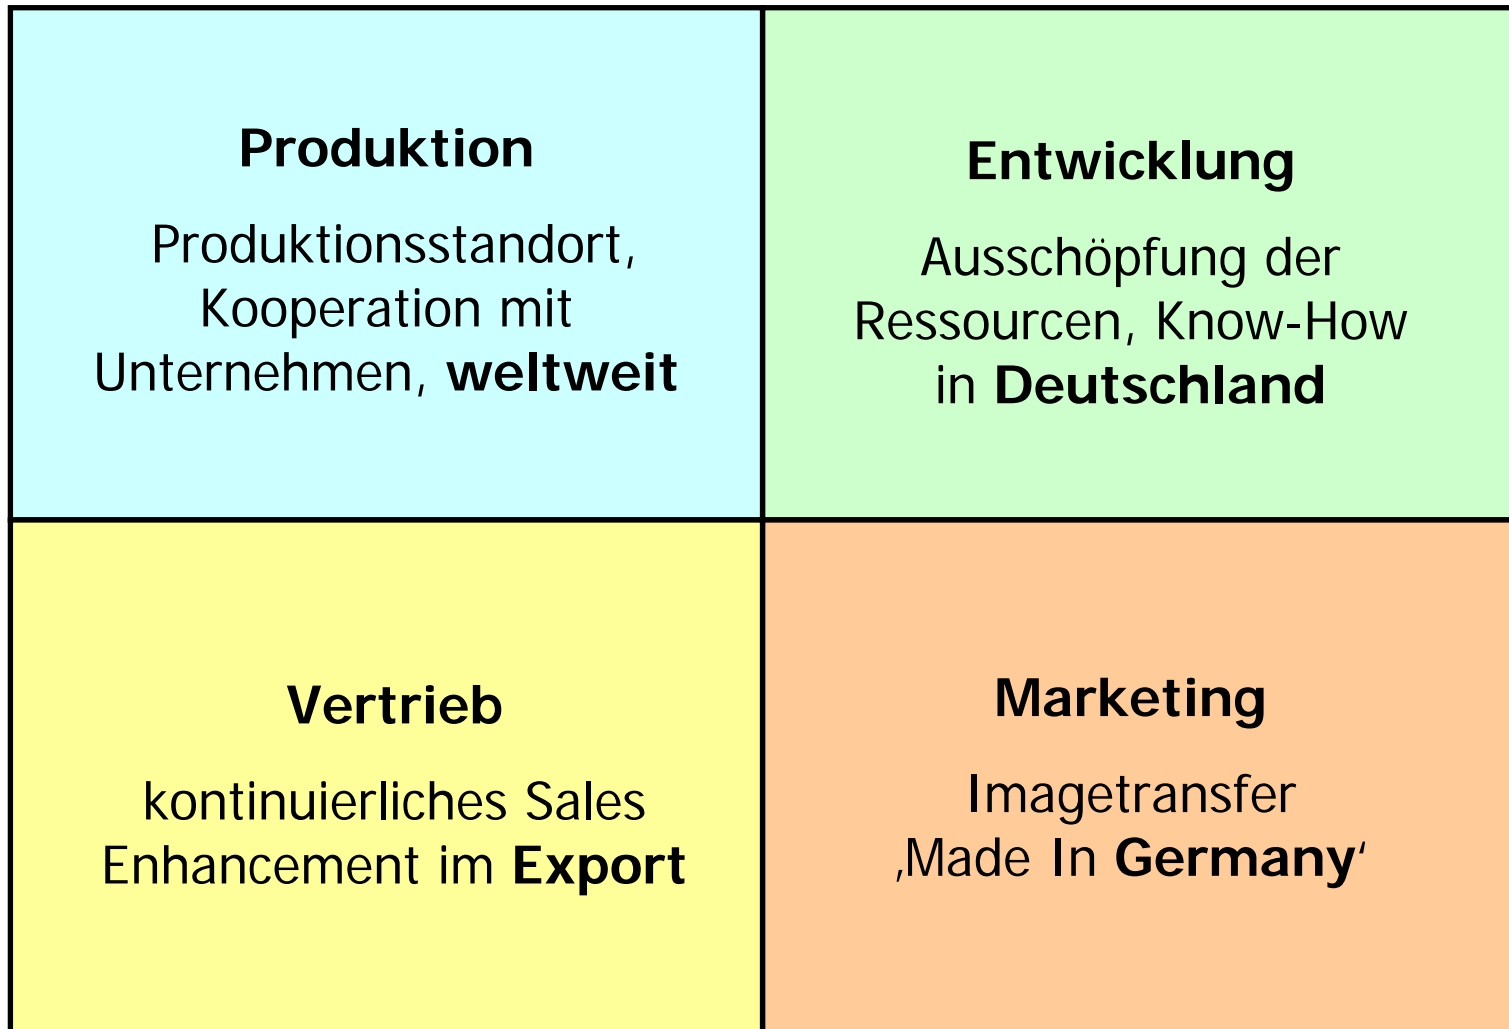 Produktion
Produktionsstandort,
Kooperation mit
Unternehmen, weltweit
Entwicklung
Ausschöpfung der
Ressourcen, Know-How
in Deutschland
Vertrieb
kontinuierliches Sales
Enhancement im Export
Marketing
Imagetransfer
‚Made In Germany‘